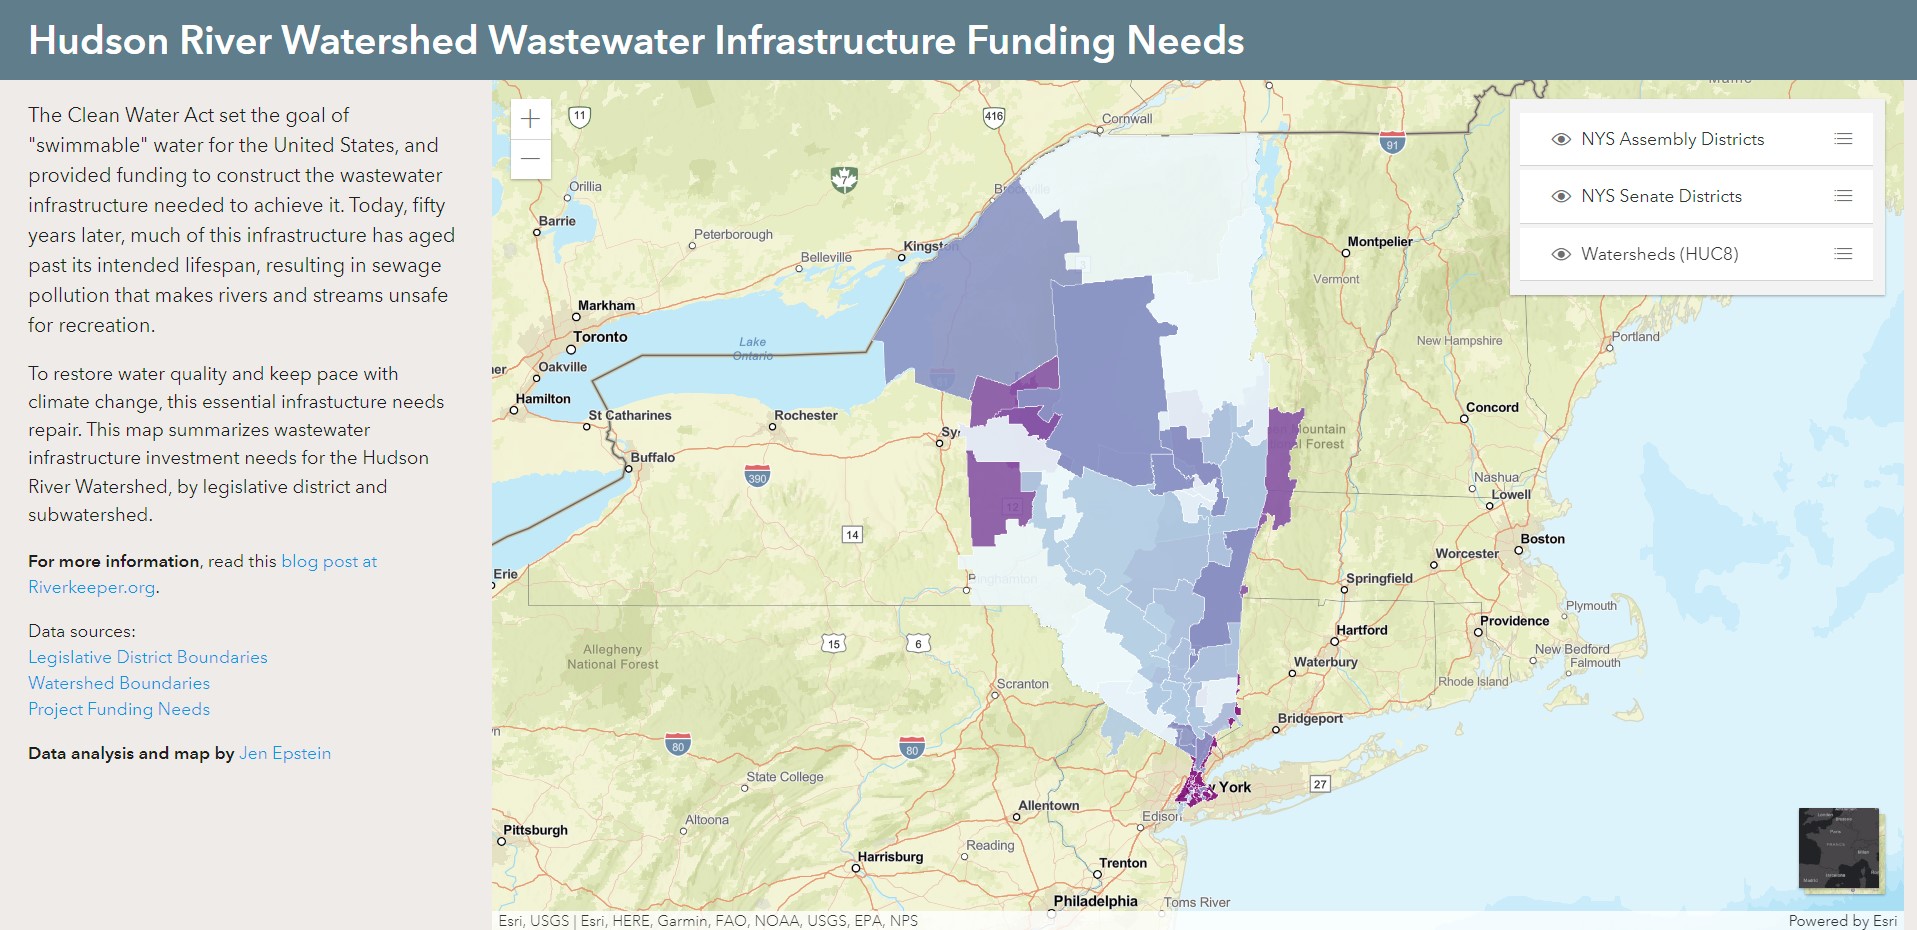 Hudson River Watershed Wastewater Infrastructure Funding Needs
The Clean Water Act set the goal of
"swimmable" water for the United States, and
provided funding to construct the wastewater
infrastructure needed to achieve it. Today, fifty
years later, much of this infrastructure has aged
past its intended lifespan, resulting in sewage
pollution that makes rivers and streams unsafe
for recreation.
To restore water quality and keep pace with
climate change, this essential infrastucture needs
repair. This map summarizes wastewater
infrastructure investment needs for the Hudson
River Watershed, by legislative district and
subwatershed.
For more information, read this blog post at
Riverkeeper.org.
Data sources:
Legislative District Boundaries
Watershed Boundaries
Project Funding Needs
Data analysis and map by Jen Epstein
+
−
NYS Assembly Districts
NYS Senate Districts
Watersheds (HUC8)
11
416
Cornwall
91
7
Orillia
Brockville
Barrie
Peterborough
Kingst
Montpelier
Belleville
Vermont
Markham
Toronto
Lake
Ontario
Portland
New Hampshire
Oakville
Hamilton
St Catharines
Rochester
Concord
Sy
Mountain
Forest
Buffalo
390
Nashua
Lowell
12
14
Boston
Worcester
Erie
Binghamton
Springfield
Plymouth
Providence
Hartford
15
6
Allegheny
National Forest
New Bedford
Falmouth
Waterbury
Rhode Island
Scranton
Bridgeport
80
80
State College
York
27
Allentown
Edison
Altoona
Pittsburgh
Reading
Harrisburg
Trenton
Philadelphia
Toms River
Esri, USGS | Esri, HERE, Garmin, FAO, NOAA, USGS, EPA, NPS
Powered by Esri